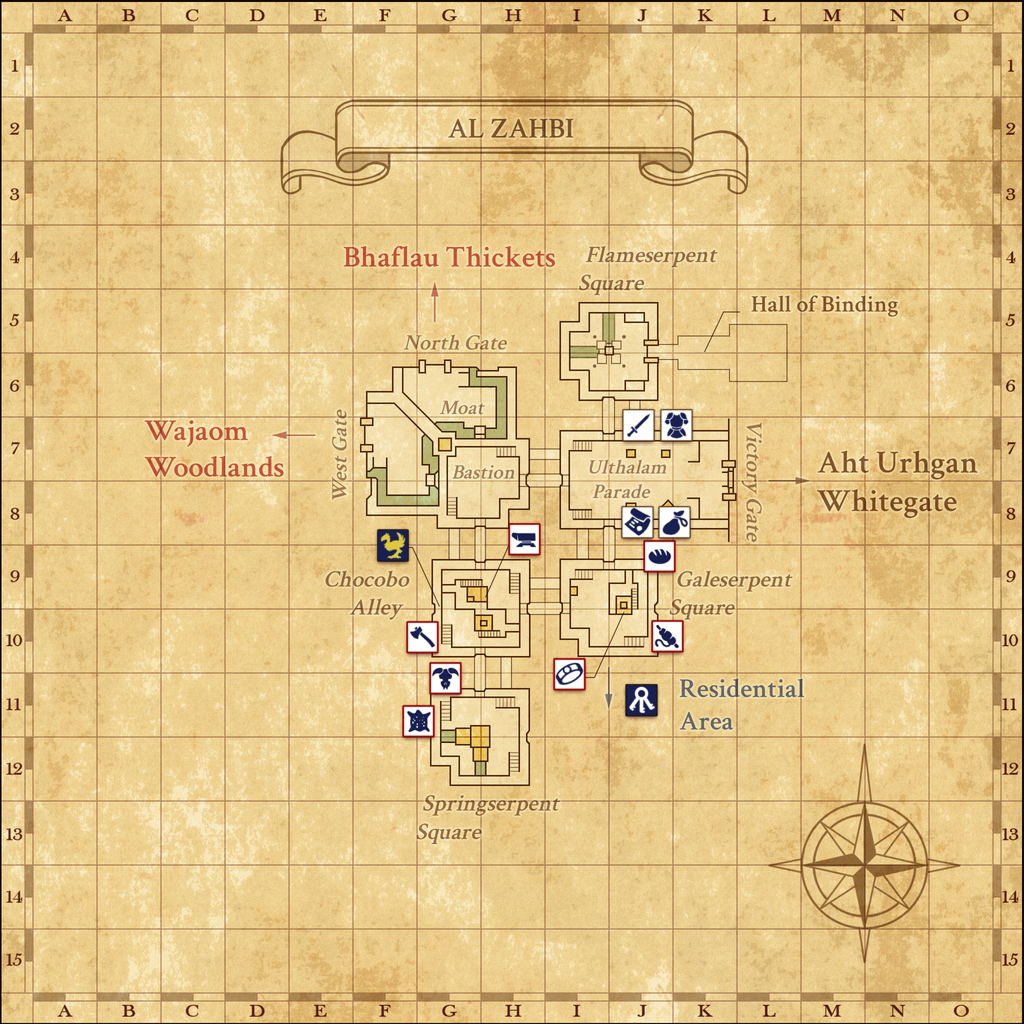 A B C D E F G H I J K L M N O
1 1
2 AL ZAHBI 2
3 3
4 Bhaflau Thickets Flameserpent 4
Square
5 Hall of Binding 5
North Gate
6 6
Moat
7 Wajaom West Gate Bastion Ulthalam Victory Gate Aht Urhgan 7
Woodlands Parade Whitegate
8 8
9 Chocobo Galeserpent 9
Alley Square
10 10
11 Residential 11
Area
12 12
13 Springserpent 13
Square
14 14
15 15
A B C D E F G H I J K L M N O